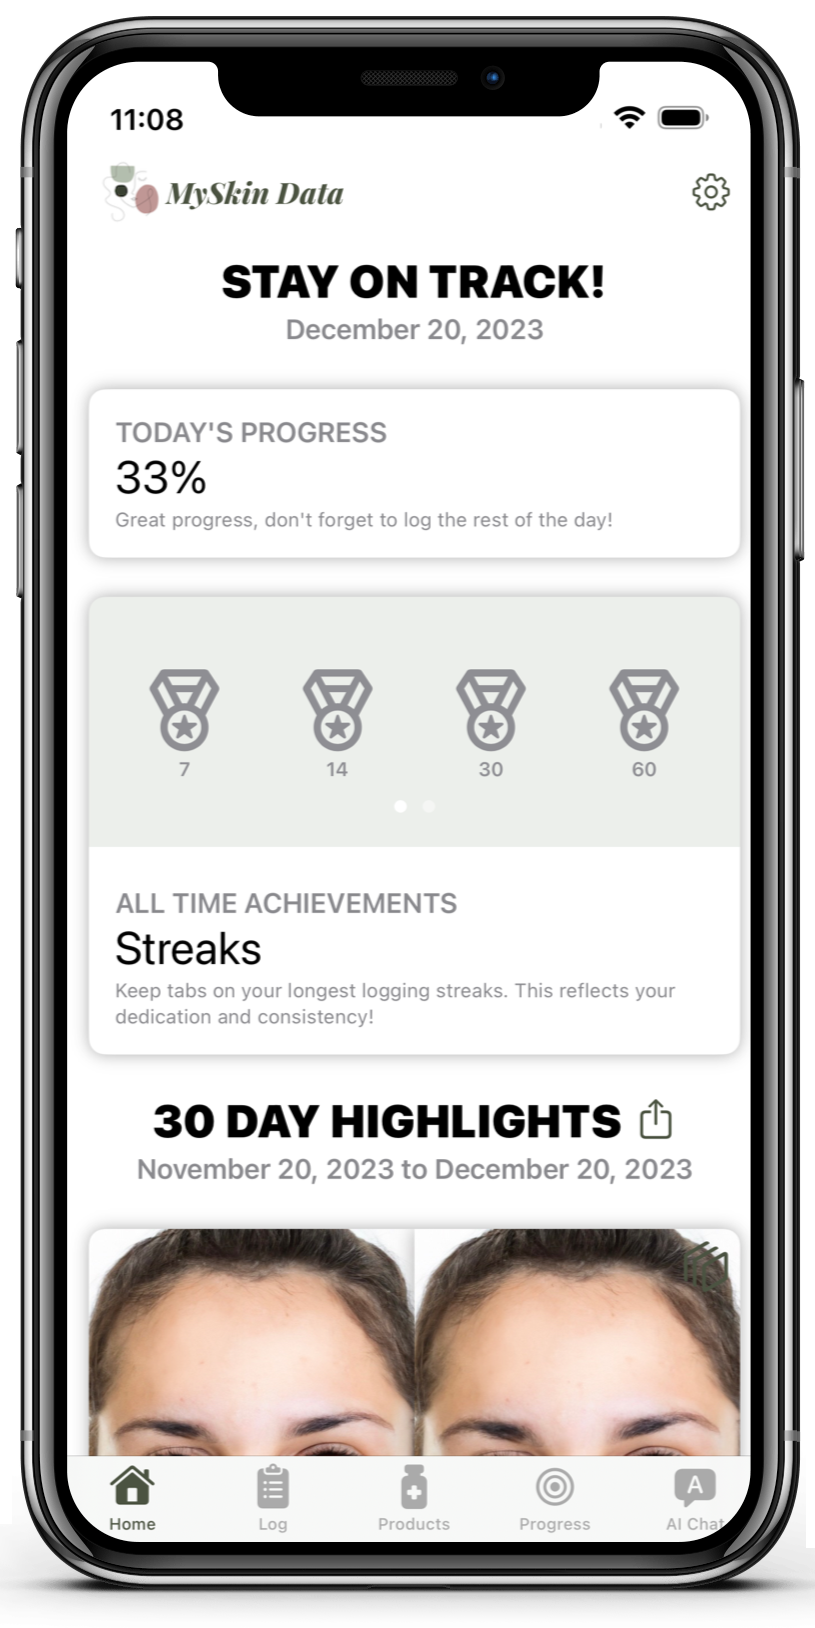 11:08
MySkin Data
STAY ON TRACK!
December 20, 2023
TODAY'S PROGRESS
33%
Great progress, don't forget to log the rest of the day!
7 14 30 60
ALL TIME ACHIEVEMENTS
Streaks
Keep tabs on your longest logging streaks. This reflects your
dedication and consistency!
30 DAY HIGHLIGHTS
November 20, 2023 to December 20, 2023
A
Home Log Products Progress AI Chat